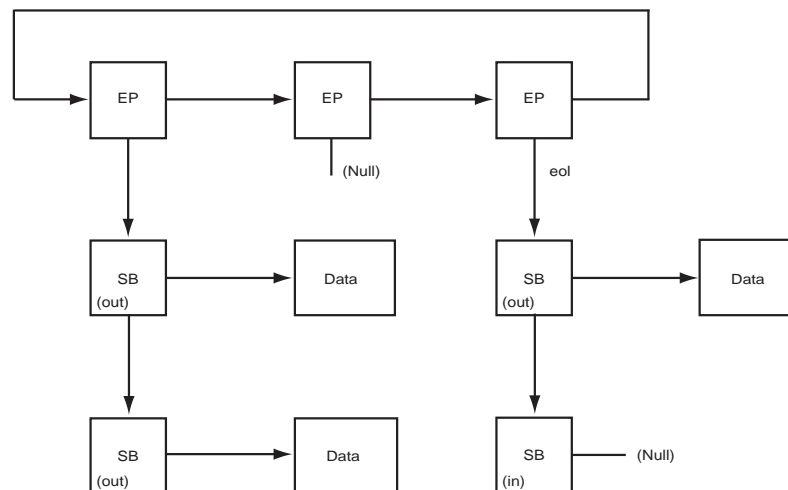 EP
EP
EP
(Null)
eol
SB
(out)
Data
SB
(out)
Data
SB
(out)
Data
SB
(in)
(Null)